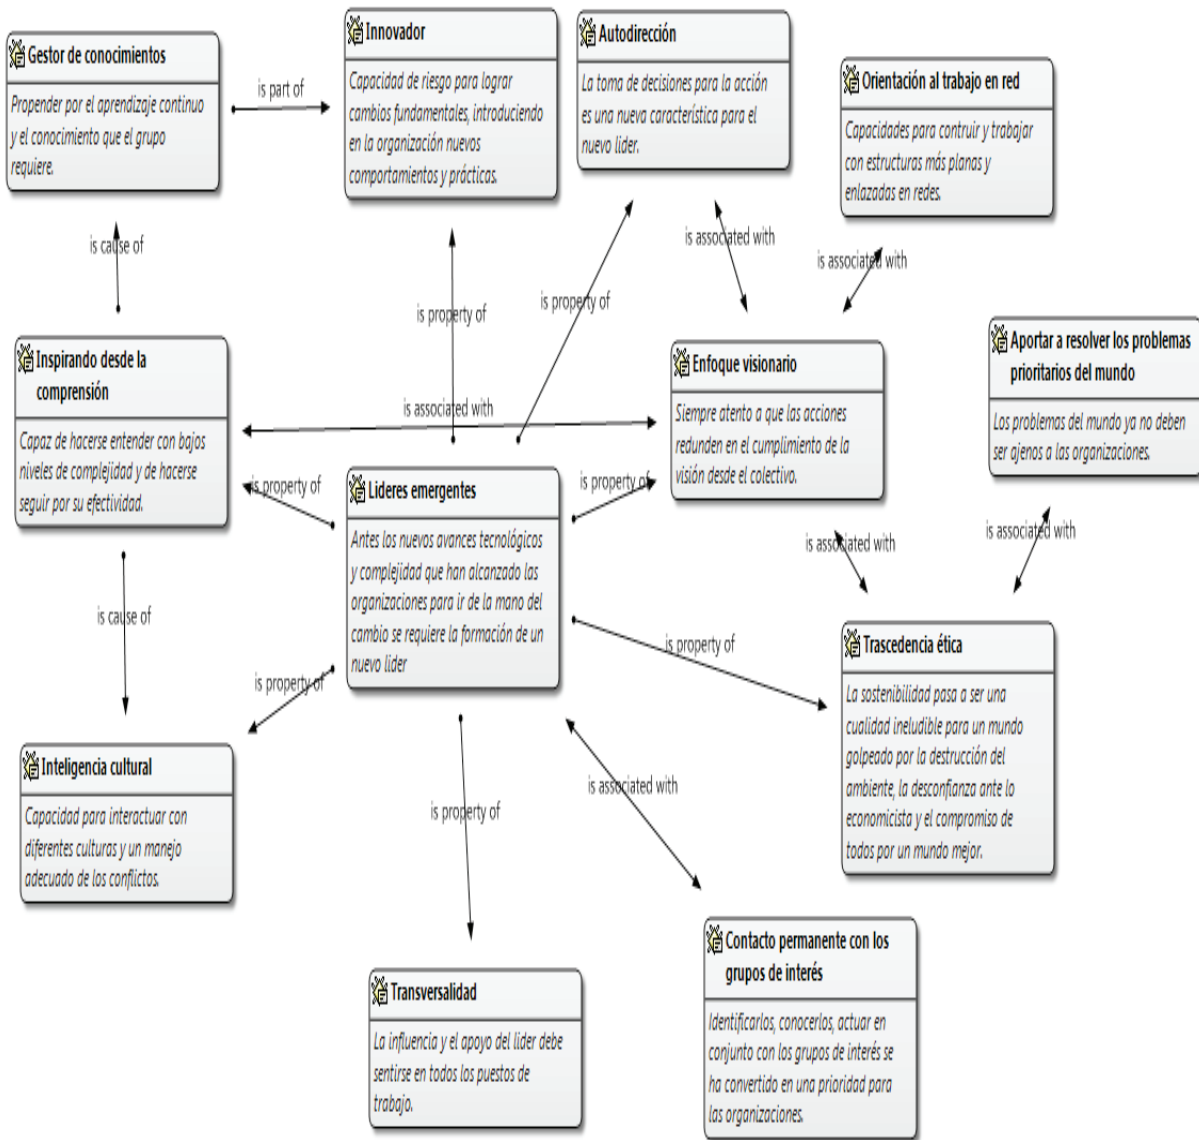 Gestor de conocimientos
Propender por el aprendizaje continuo
y el conocimiento que el grupo
requiere.
is part of
Innovador
Capacidad de riesgo para lograr
cambios fundamentales, introduciendo
en la organización nuevos
comportamientos y prácticas.
Autodirección
La toma de decisiones para la acción
es una nueva característica para el
nuevo lider.
Orientación al trabajo en red
Capacidades para contruir y trabajar
con estructuras más planas y
enlazadas en redes.
is cause of
is associated with
is associated with
is property of
is property of
Inspirando desde la
comprensión
Capaz de hacerse entender con bajos
niveles de complejidad y de hacerse
seguir por su efectividad.
is associated with
Enfoque visionario
Siempre atento a que las acciones
redunden en el cumplimiento de la
visión desde el colectivo.
Aportar a resolver los problemas
prioritarios del mundo
Los problemas del mundo ya no deben
ser ajenos a las organizaciones.
is property of
Lideres emergentes
Antes los nuevos avances tecnológicos
y complejidad que han alcanzado las
organizaciones para ir de la mano del
cambio se requiere la formación de un
nuevo lider
is property of
is associated with
is associated with
is cause of
is property of
is property of
Trascedencia ética
La sostenibilidad pasa a ser una
cualidad ineludible para un mundo
golpeado por la destrucción del
ambiente, la desconfianza ante lo
economicista y el compromiso de
todos por un mundo mejor.
Inteligencia cultural
Capacidad para interactuar con
diferentes culturas y un manejo
adecuado de los conflictos.
is property of
is associated with
Transversalidad
La influencia y el apoyo del lider debe
sentirse en todos los puestos de
trabajo.
Contacto permanente con los
grupos de interés
Identificarlos, conocerlos, actuar en
conjunto con los grupos de interés se
ha convertido en una prioridad para
las organizaciones.